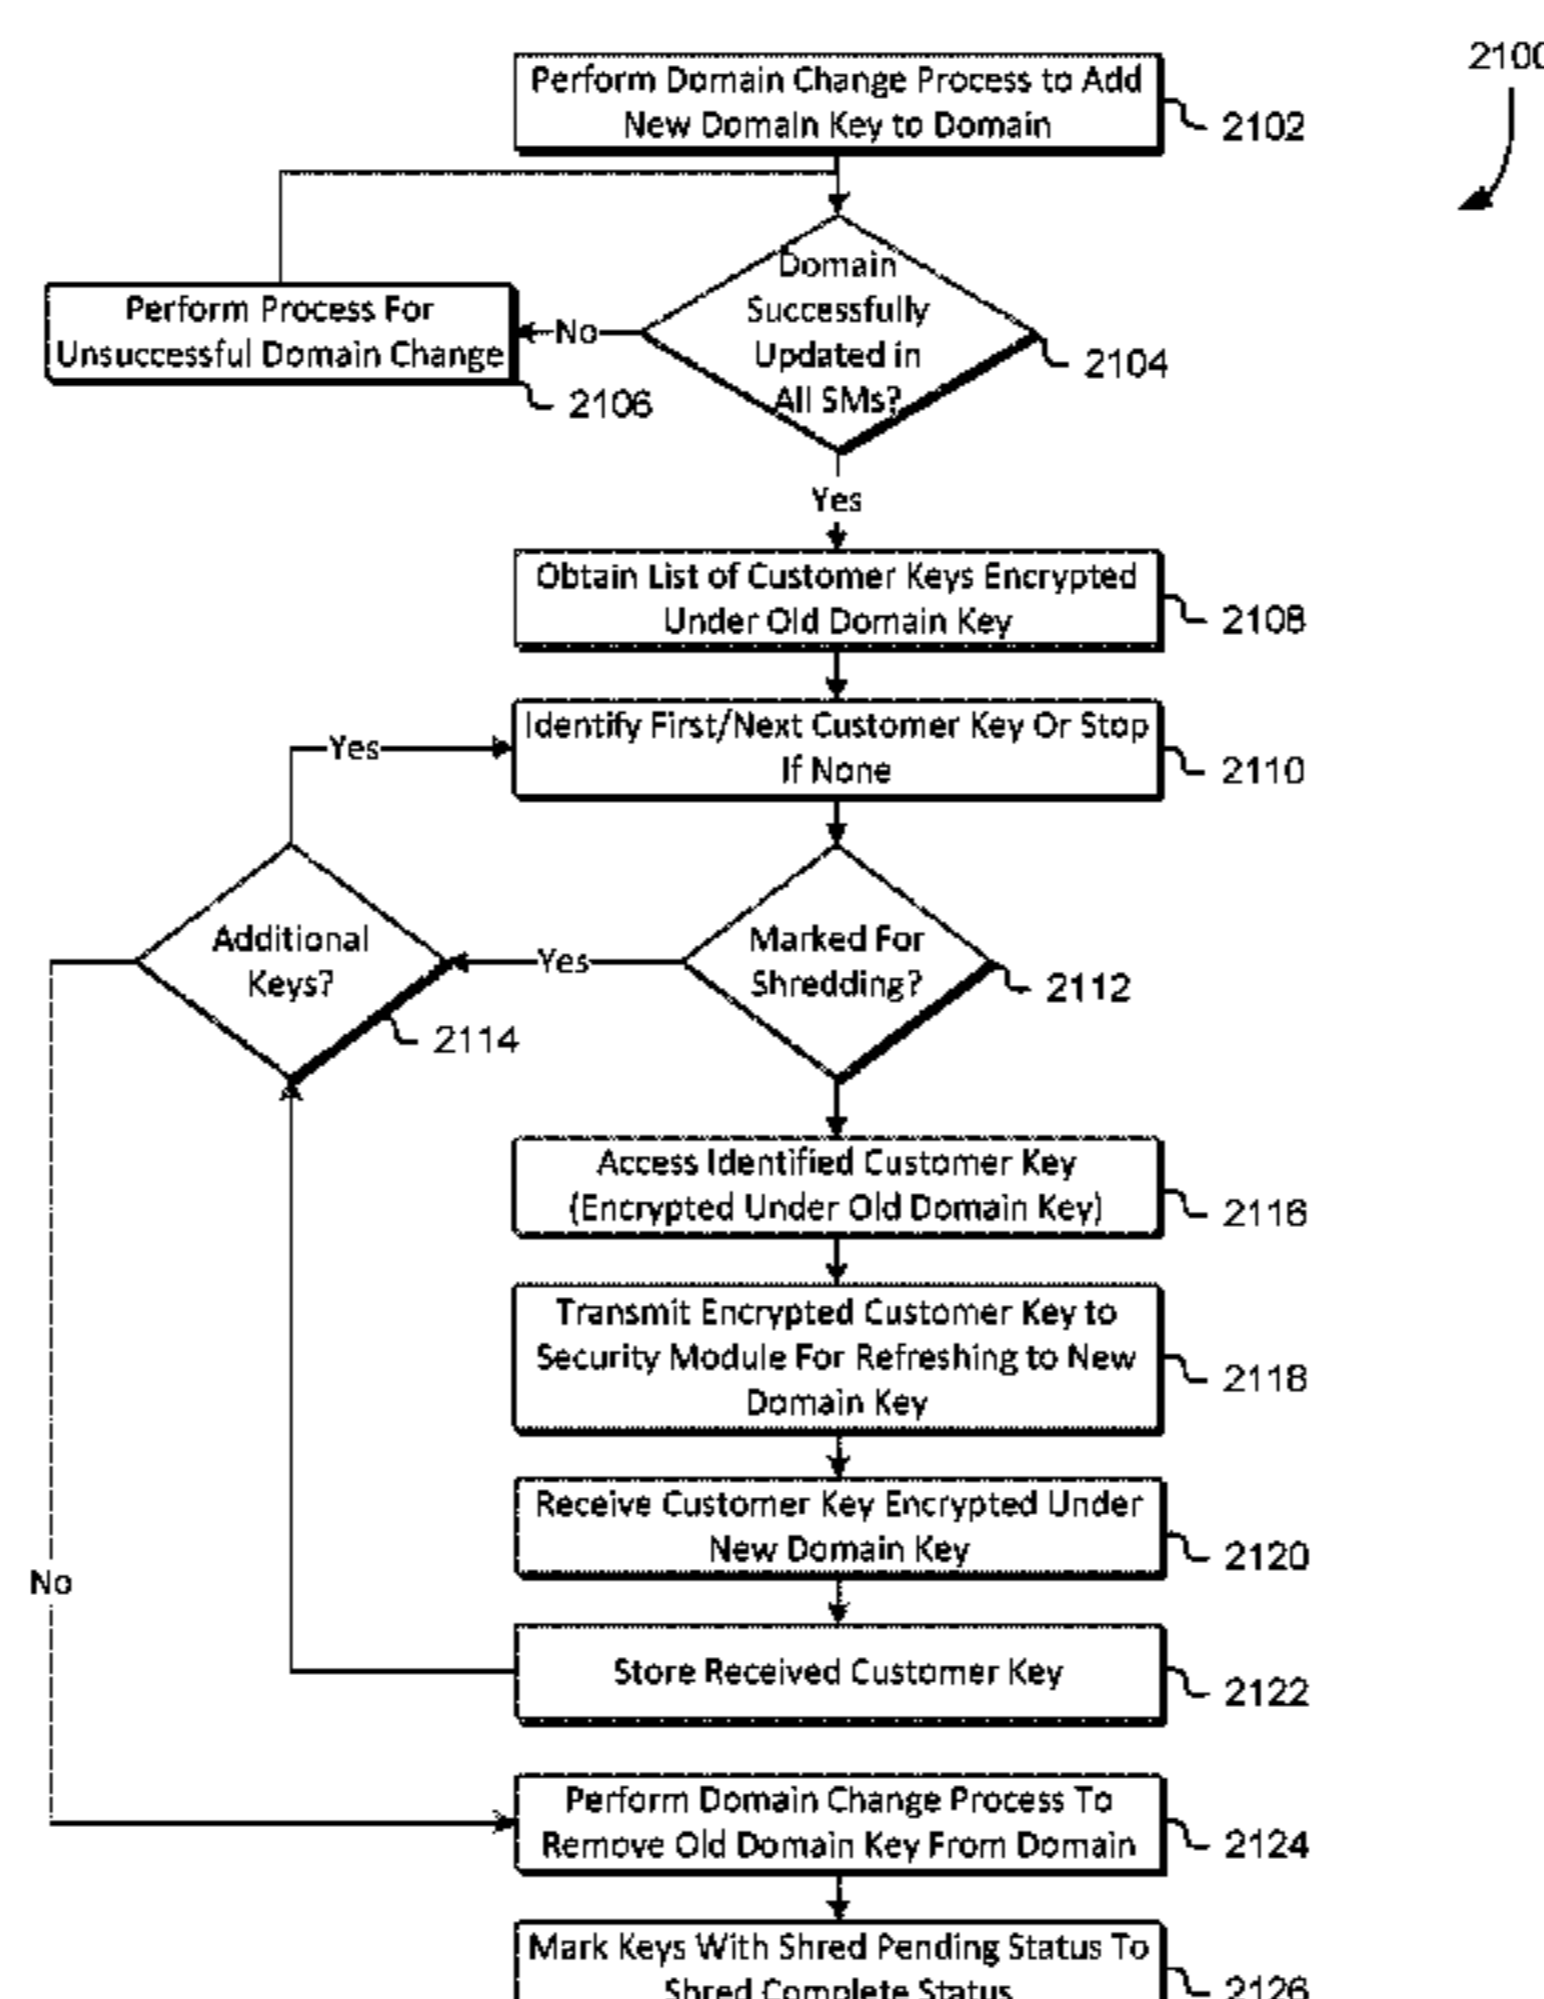 2100
Perform Domain Change Process to Add
New Domain Key to Domain
2102
Domain
Successfully
Updated in
All SMs?
2104
No
Perform Process For
Unsuccessful Domain Change
2106
Yes
Obtain List of Customer Keys Encrypted
Under Old Domain Key
2108
Identify First/Next Customer Key Or Stop
If None
2110
Yes
Additional
Keys?
2114
Yes
Marked For
Shredding?
2112
Access Identified Customer Key
(Encrypted Under Old Domain Key)
2116
Transmit Encrypted Customer Key to
Security Module For Refreshing to New
Domain Key
2118
Receive Customer Key Encrypted Under
New Domain Key
2120
No
Store Received Customer Key
2122
Perform Domain Change Process To
Remove Old Domain Key From Domain
2124
Mark Keys With Shred Pending Status To
Shred Complete Status
2126